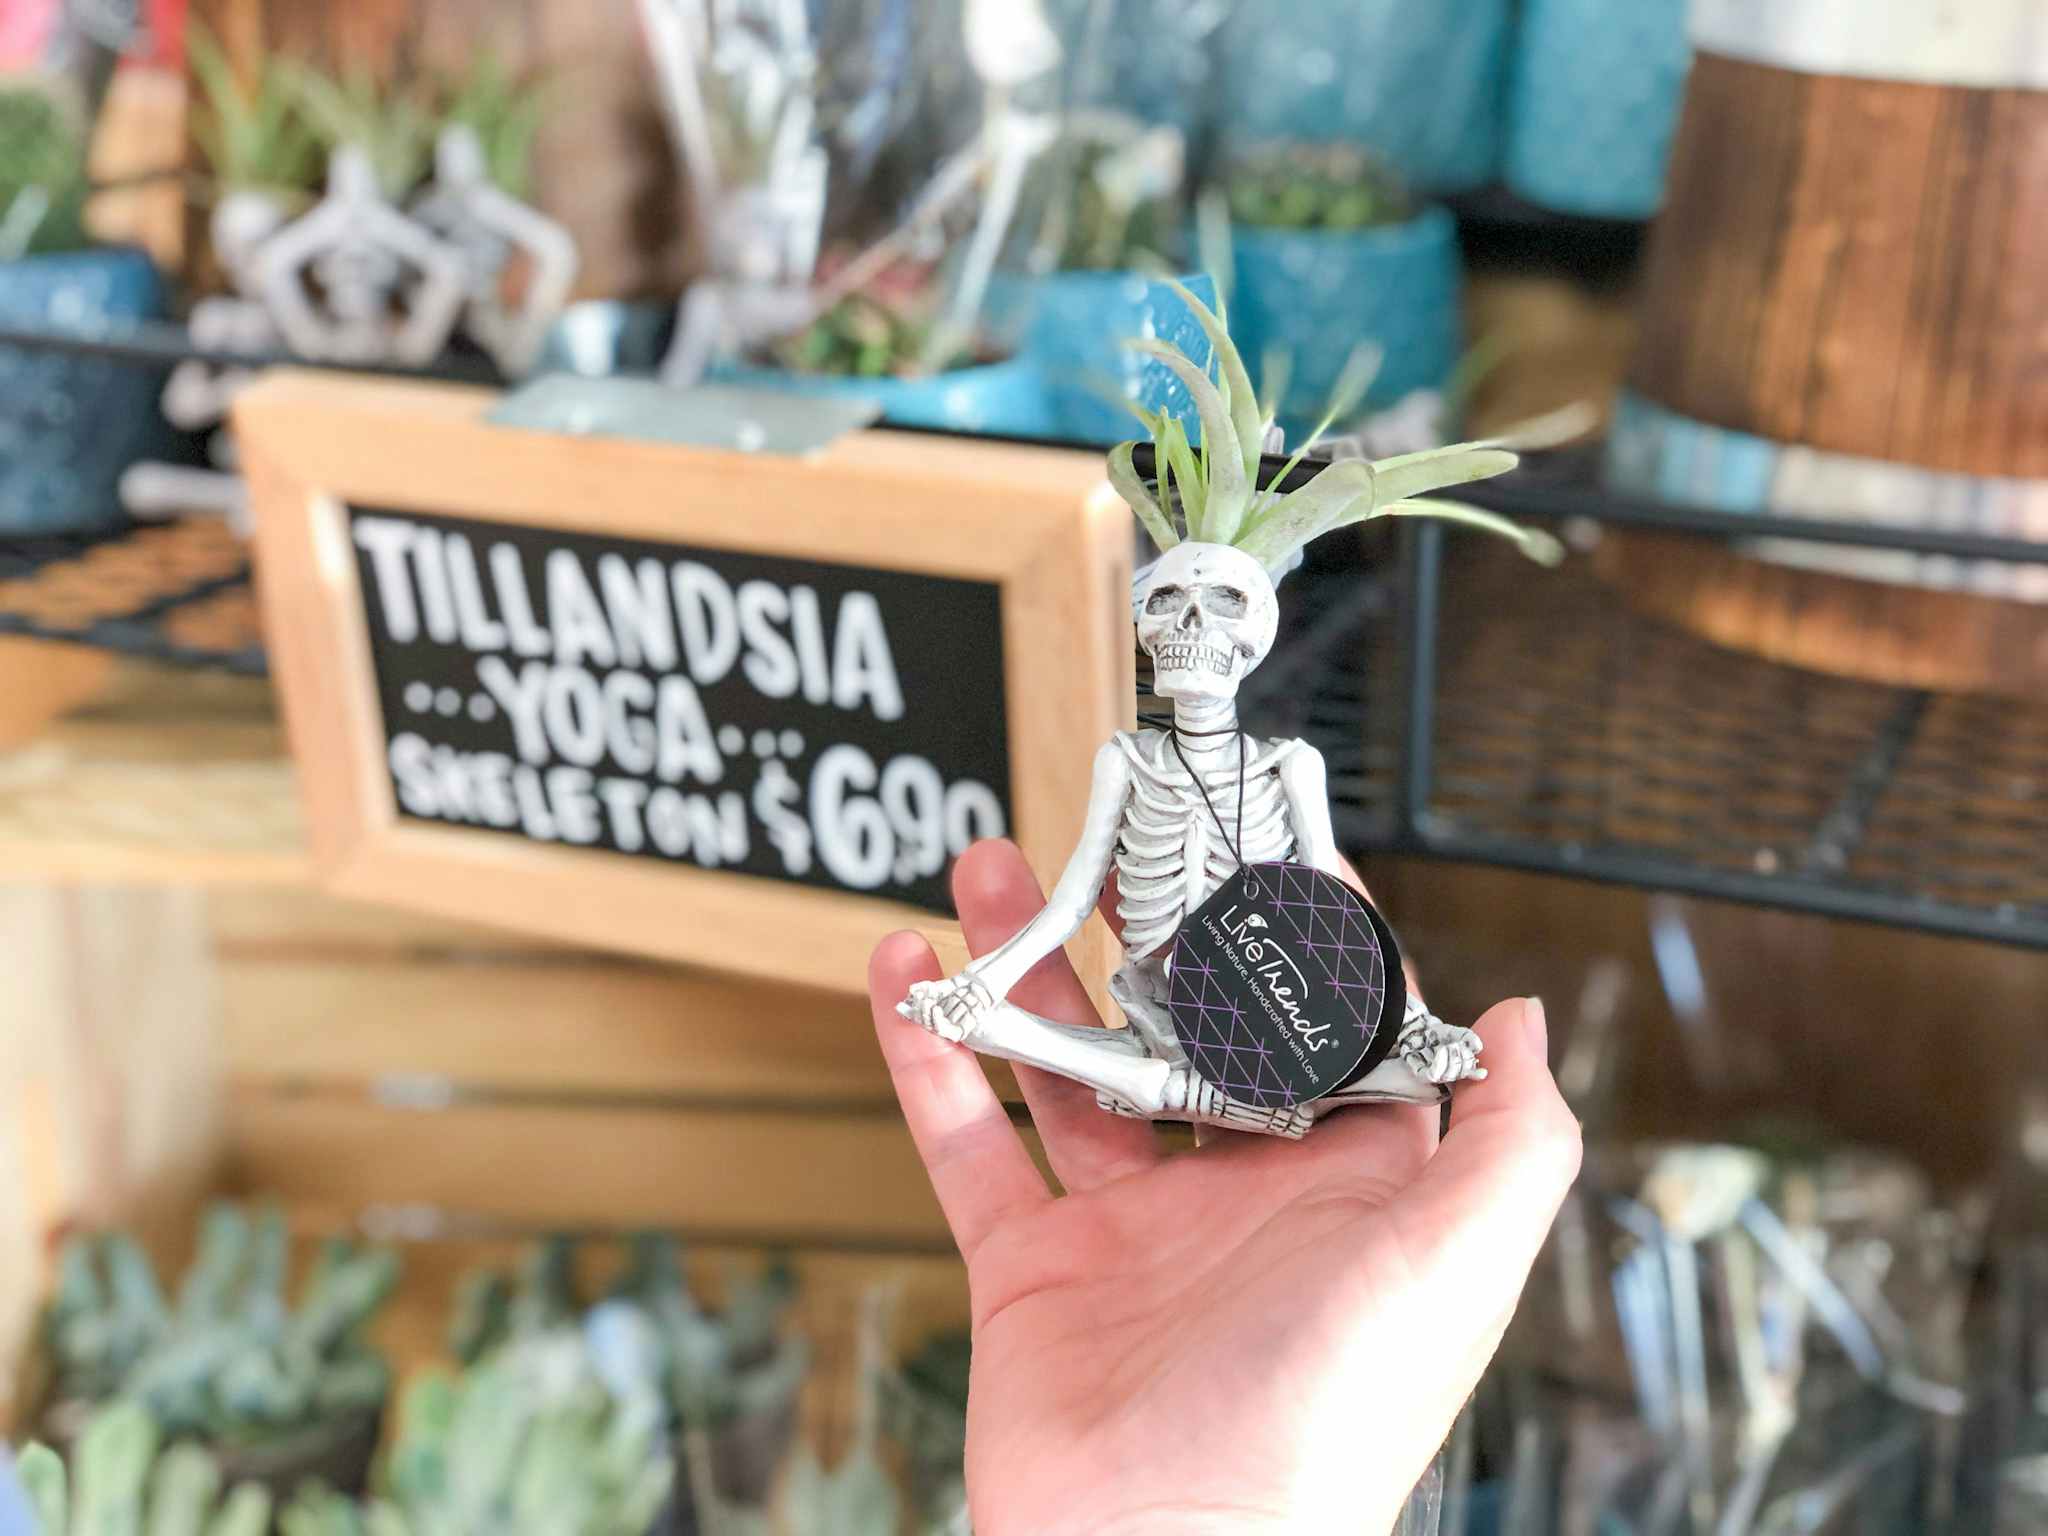 TILLANDSIA
...YOGA...
SKELETON $6.99
LiveTrends®
Living Nature, Handcrafted with Love